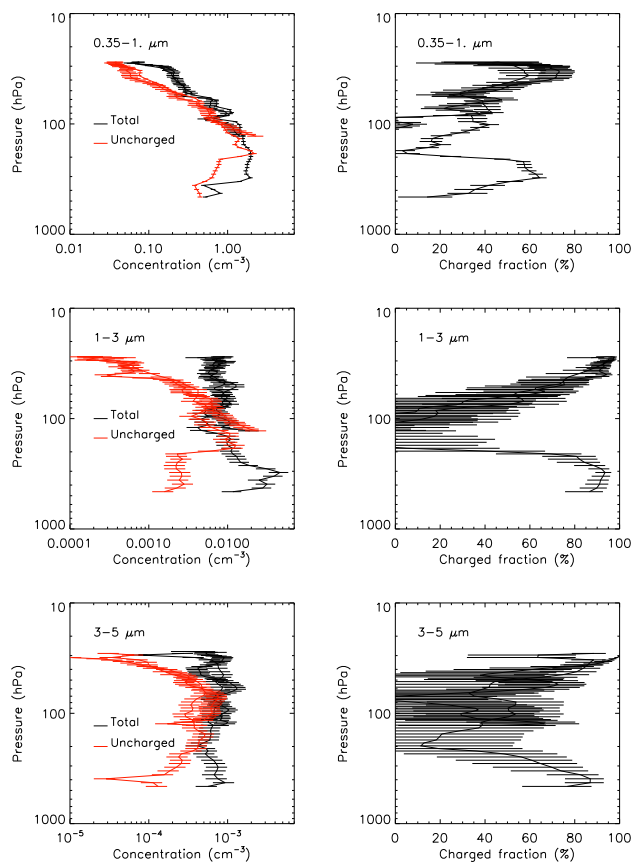 10
0.35−1. μm
Pressure (hPa)
100
Total
Uncharged
1000
0.01 0.10 1.00
Concentration (cm⁻³)
10
0.35−1. μm
Pressure (hPa)
100
1000
0 20 40 60 80 100
Charged fraction (%)
10
1−3 μm
Pressure (hPa)
100
Total
Uncharged
1000
0.0001 0.0010 0.0100
Concentration (cm⁻³)
10
1−3 μm
Pressure (hPa)
100
1000
0 20 40 60 80 100
Charged fraction (%)
10
3−5 μm
Pressure (hPa)
100
Total
Uncharged
1000
10⁻⁵ 10⁻⁴ 10⁻³
Concentration (cm⁻³)
10
3−5 μm
Pressure (hPa)
100
1000
0 20 40 60 80 100
Charged fraction (%)